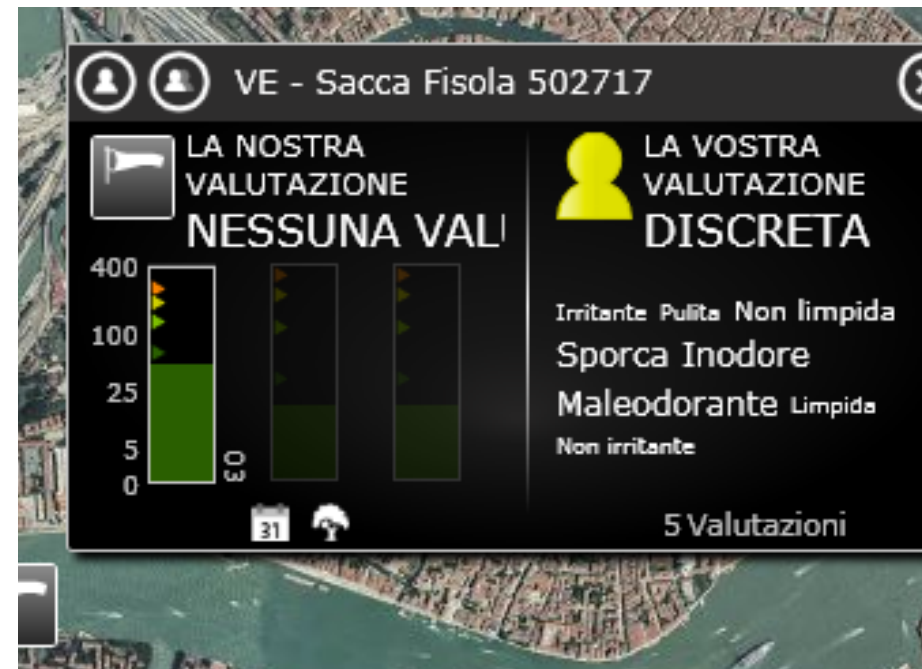 VE - Sacca Fisola 502717
LA NOSTRA
VALUTAZIONE
NESSUNA VAL
400
100
25
5
0
O3
31
LA VOSTRA
VALUTAZIONE
DISCRETA
Irritante Pulita Non limpida
Sporca Inodore
Maleodorante Limpida
Non irritante
5 Valutazioni